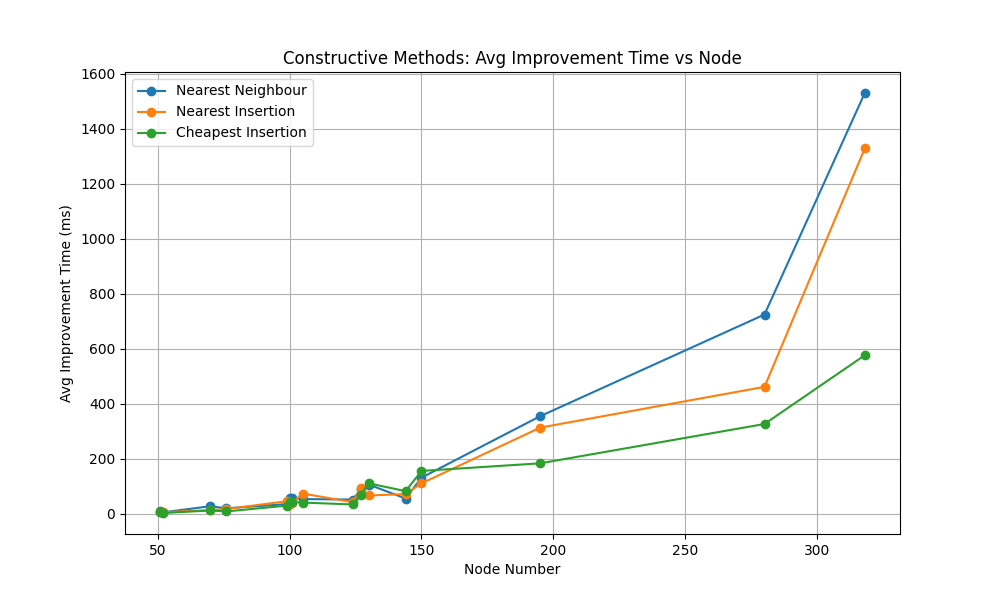 Constructive Methods: Avg Improvement Time vs Node
Nearest Neighbour
Nearest Insertion
Cheapest Insertion
Avg Improvement Time (ms)
1600
1400
1200
1000
800
600
400
200
0
50 100 150 200 250 300
Node Number